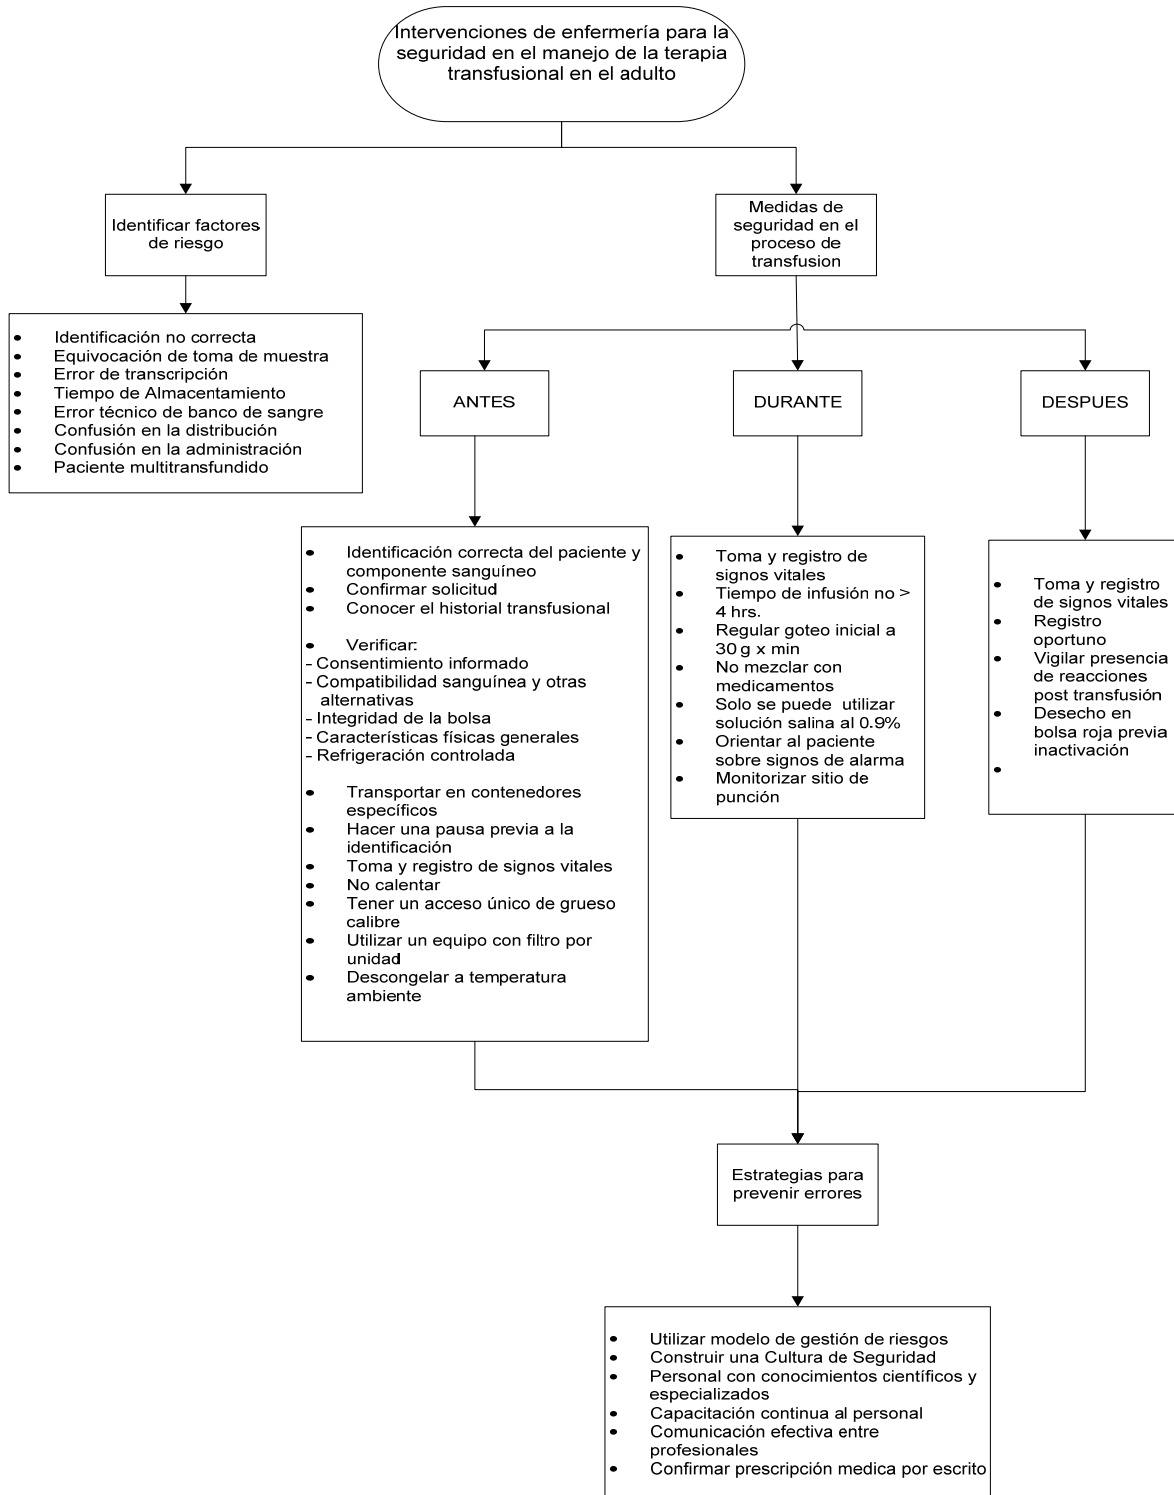 Intervenciones de enfermería para la
seguridad en el manejo de la terapia
transfusional en el adulto
Identificar factores
de riesgo
Medidas de
seguridad en el
proceso de
transfusion
• Identificación no correcta
• Equivocación de toma de muestra
• Error de transcripción
• Tiempo de Almacentamiento
• Error técnico de banco de sangre
• Confusión en la distribución
• Confusión en la administración
• Paciente multitransfundido
ANTES
DURANTE
DESPUES
• Identificación correcta del paciente y
componente sanguíneo
• Confirmar solicitud
• Conocer el historial transfusional
• Verificar:
- Consentimiento informado
- Compatibilidad sanguínea y otras
alternativas
- Integridad de la bolsa
- Características físicas generales
- Refrigeración controlada
• Transportar en contenedores
específicos
• Hacer una pausa previa a la
identificación
• Toma y registro de signos vitales
• No calentar
• Tener un acceso único de grueso
calibre
• Utilizar un equipo con filtro por
unidad
• Descongelar a temperatura
ambiente
• Toma y registro de
signos vitales
• Tiempo de infusión no >
4 hrs.
• Regular goteo inicial a
30 g x min
• No mezclar con
medicamentos
• Solo se puede utilizar
solución salina al 0.9%
• Orientar al paciente
sobre signos de alarma
• Monitorizar sitio de
punción
• Toma y registro
de signos vitales
• Registro
oportuno
• Vigilar presencia
de reacciones
post transfusión
• Desecho en
bolsa roja previa
inactivación
•
Estrategias para
prevenir errores
• Utilizar modelo de gestión de riesgos
• Construir una Cultura de Seguridad
• Personal con conocimientos científicos y
especializados
• Capacitación continua al personal
• Comunicación efectiva entre
profesionales
• Confirmar prescripción medica por escrito